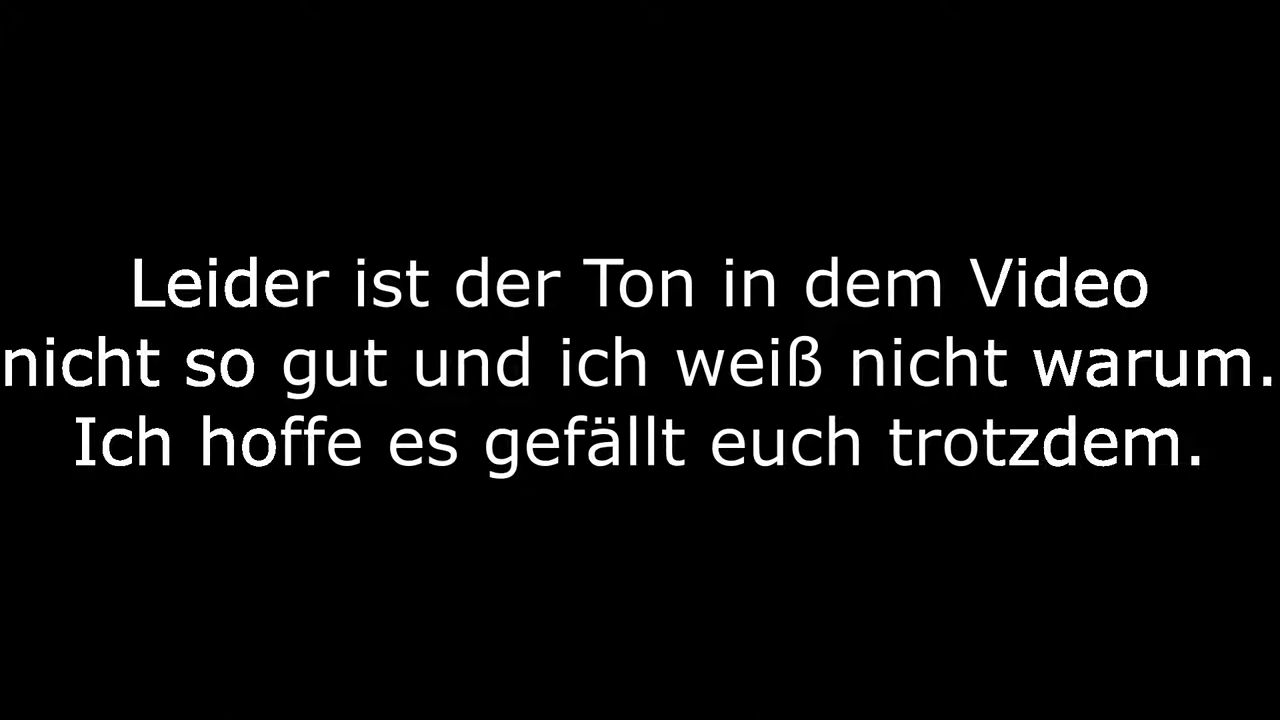 Leider ist der Ton in dem Video
nicht so gut und ich weiß nicht warum.
Ich hoffe es gefällt euch trotzdem.